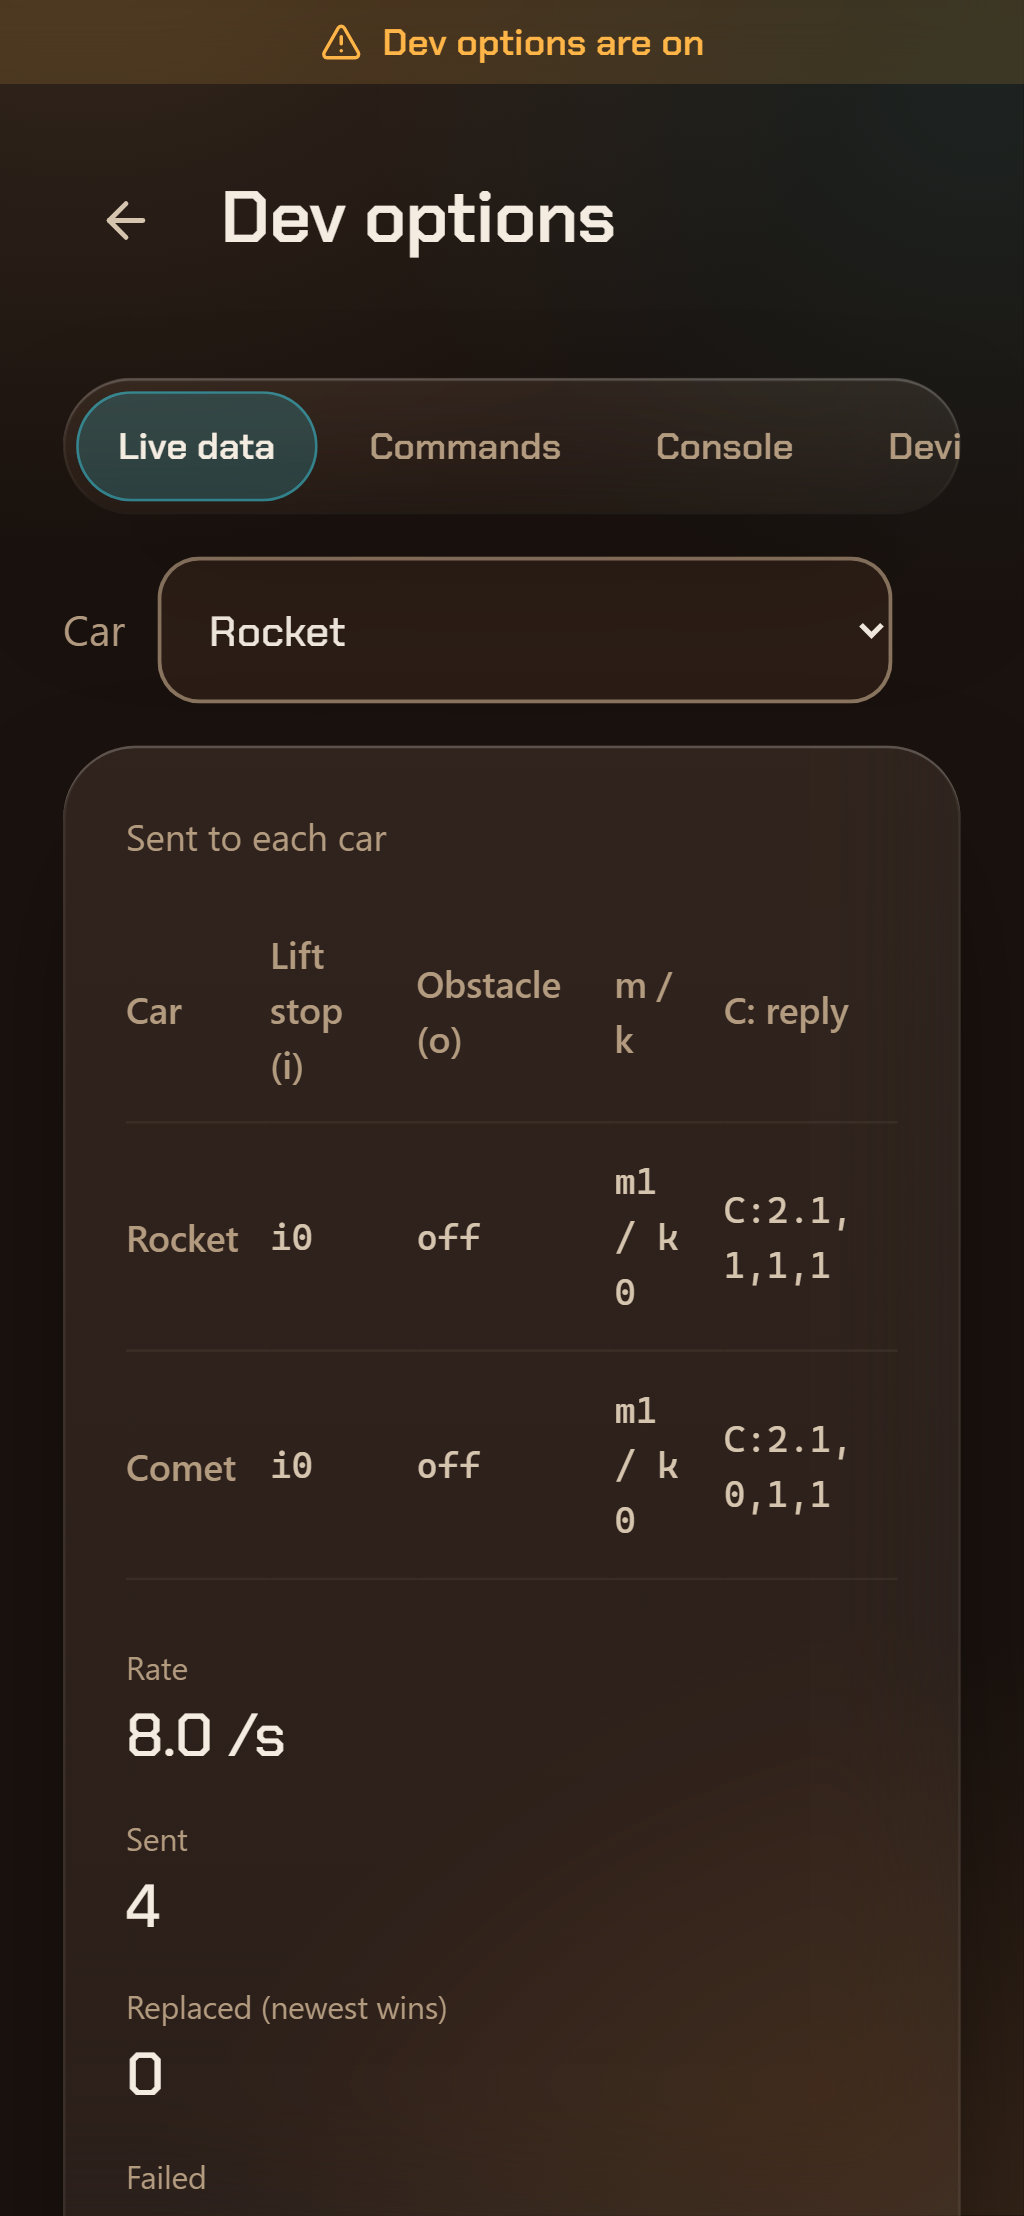 Dev options are on
Dev options
Live data Commands Console Devi
Car Rocket
Sent to each car
Car Lift stop (i) Obstacle (o) m / k C: reply
Rocket i0 off m1 / k 0 C:2.1, 1,1,1
Comet i0 off m1 / k 0 C:2.1, 0,1,1
Rate
8.0 /s
Sent
4
Replaced (newest wins)
0
Failed